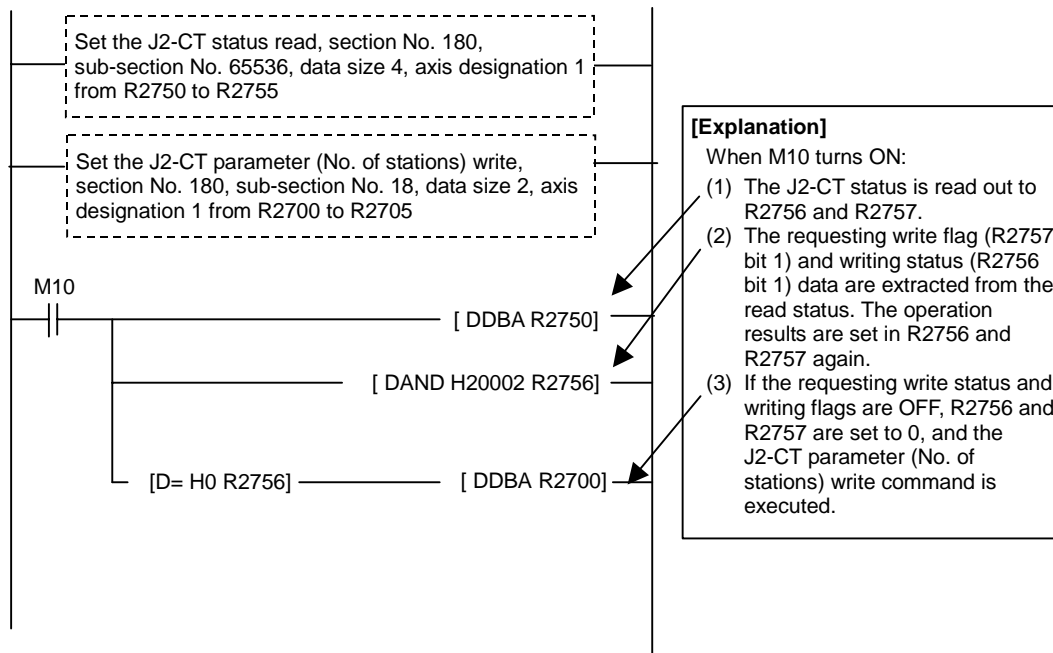 Set the J2-CT status read, section No. 180,
sub-section No. 65536, data size 4, axis designation 1
from R2750 to R2755
Set the J2-CT parameter (No. of stations) write,
section No. 180, sub-section No. 18, data size 2, axis
designation 1 from R2700 to R2705
M10
[ DDBA R2750]
[ DAND H20002 R2756]
[D= H0 R2756]
[ DDBA R2700]
[Explanation]
When M10 turns ON:
(1) The J2-CT status is read out to
R2756 and R2757.
(2) The requesting write flag (R2757
bit 1) and writing status (R2756
bit 1) data are extracted from the
read status. The operation
results are set in R2756 and
R2757 again.
(3) If the requesting write status and
writing flags are OFF, R2756 and
R2757 are set to 0, and the
J2-CT parameter (No. of
stations) write command is
executed.